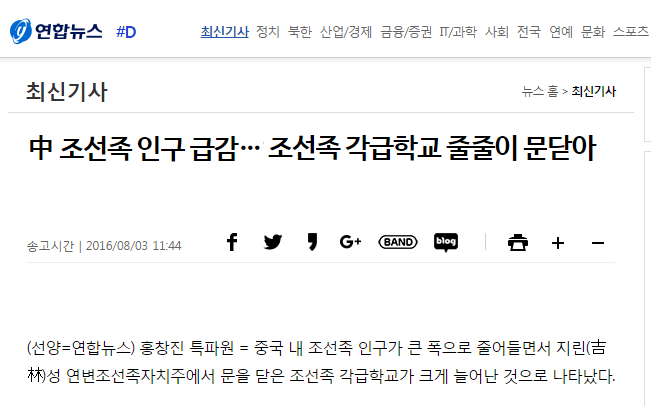 연합뉴스 #D 최신기사 정치 북한 산업/경제 금융/증권 IT/과학 사회 전국 연예 문화 스포츠
최신기사 뉴스 홈 > 최신기사
中 조선족 인구 급감… 조선족 각급학교 줄줄이 문닫아
송고시간 | 2016/08/03 11:44 G+ BAND blog
(선양=연합뉴스) 홍창진 특파원 = 중국 내 조선족 인구가 큰 폭으로 줄어들면서 지린(吉
林)성 연변조선족자치주에서 문을 닫은 조선족 각급학교가 크게 늘어난 것으로 나타났다.